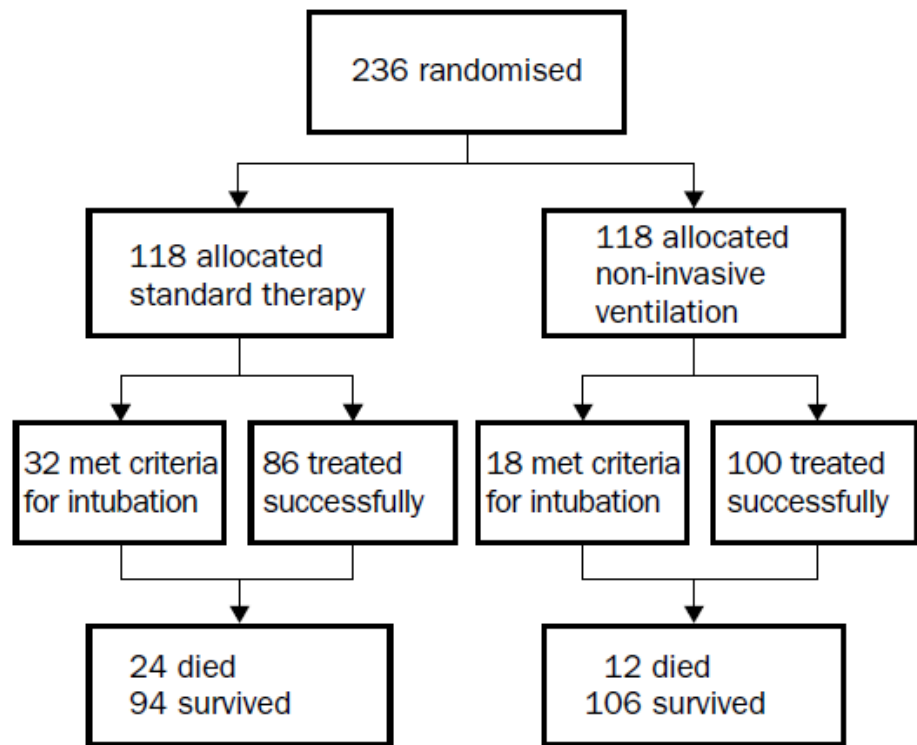 236 randomised
118 allocated
standard therapy
118 allocated
non-invasive
ventilation
32 met criteria
for intubation
86 treated
successfully
18 met criteria
for intubation
100 treated
successfully
24 died
94 survived
12 died
106 survived